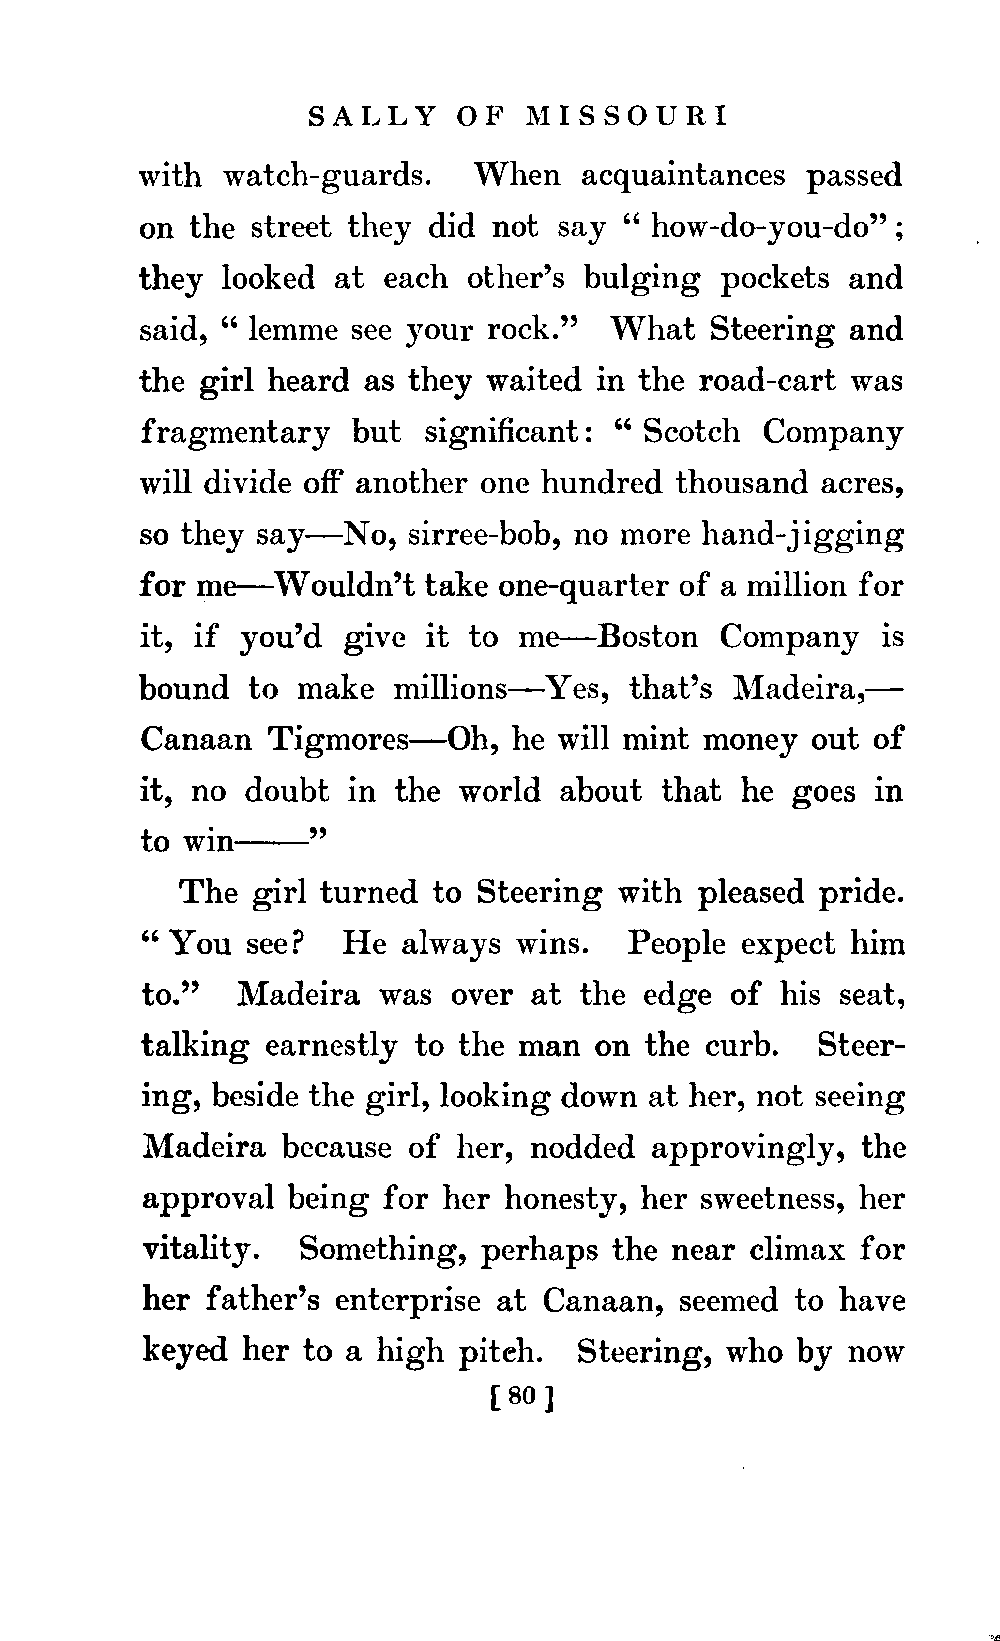 SALLY OF MISSOURI
with watch-guards. When acquaintances passed
on the street they did not say “ how-do-you-do” ;
they looked at each other’s bulging pockets and
said, “ lemme see your rock.” What Steering and
the girl heard as they waited in the road-cart was
fragmentary but significant: “ Scotch Company
will divide off another one hundred thousand acres,
so they say—No, sirree-bob, no more hand-jigging
for me—Wouldn’t take one-quarter of a million for
it, if you’d give it to me—Boston Company is
bound to make millions—Yes, that’s Madeira,—
Canaan Tigmores—Oh, he will mint money out of
it, no doubt in the world about that he goes in
to win——”
The girl turned to Steering with pleased pride.
“ You see? He always wins. People expect him
to.” Madeira was over at the edge of his seat,
talking earnestly to the man on the curb. Steer-
ing, beside the girl, looking down at her, not seeing
Madeira because of her, nodded approvingly, the
approval being for her honesty, her sweetness, her
vitality. Something, perhaps the near climax for
her father’s enterprise at Canaan, seemed to have
keyed her to a high pitch. Steering, who by now
[ 80 ]